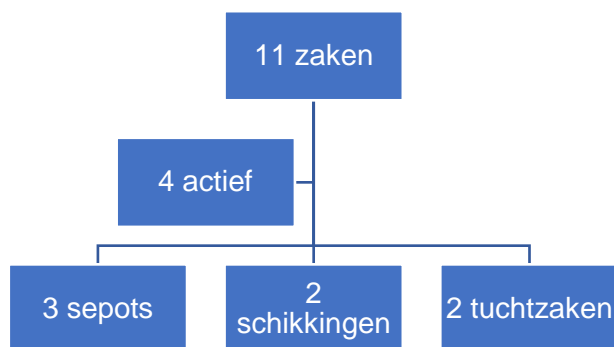 11 zaken
4 actief
3 sepots
2
schikkingen
2 tuchtzaken